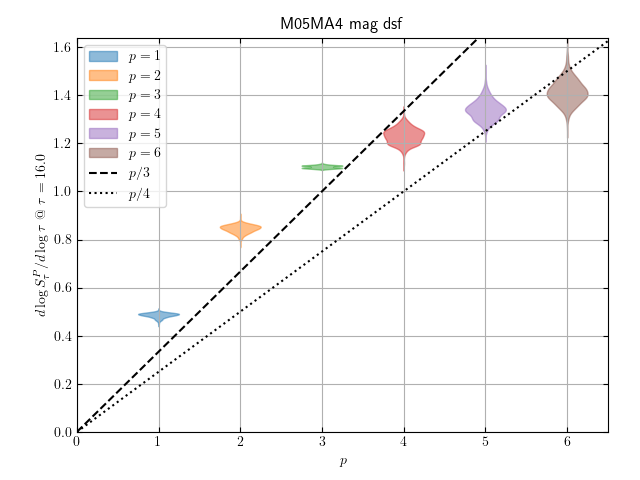 M05MA4 mag dsf
1.6
1.4
1.2
1.0
0.8
0.6
0.4
0.2
0.0
d log S_τ^P / d log τ @ τ = 16.0
p = 1
p = 2
p = 3
p = 4
p = 5
p = 6
p/3
p/4
0 1 2 3 4 5 6
p